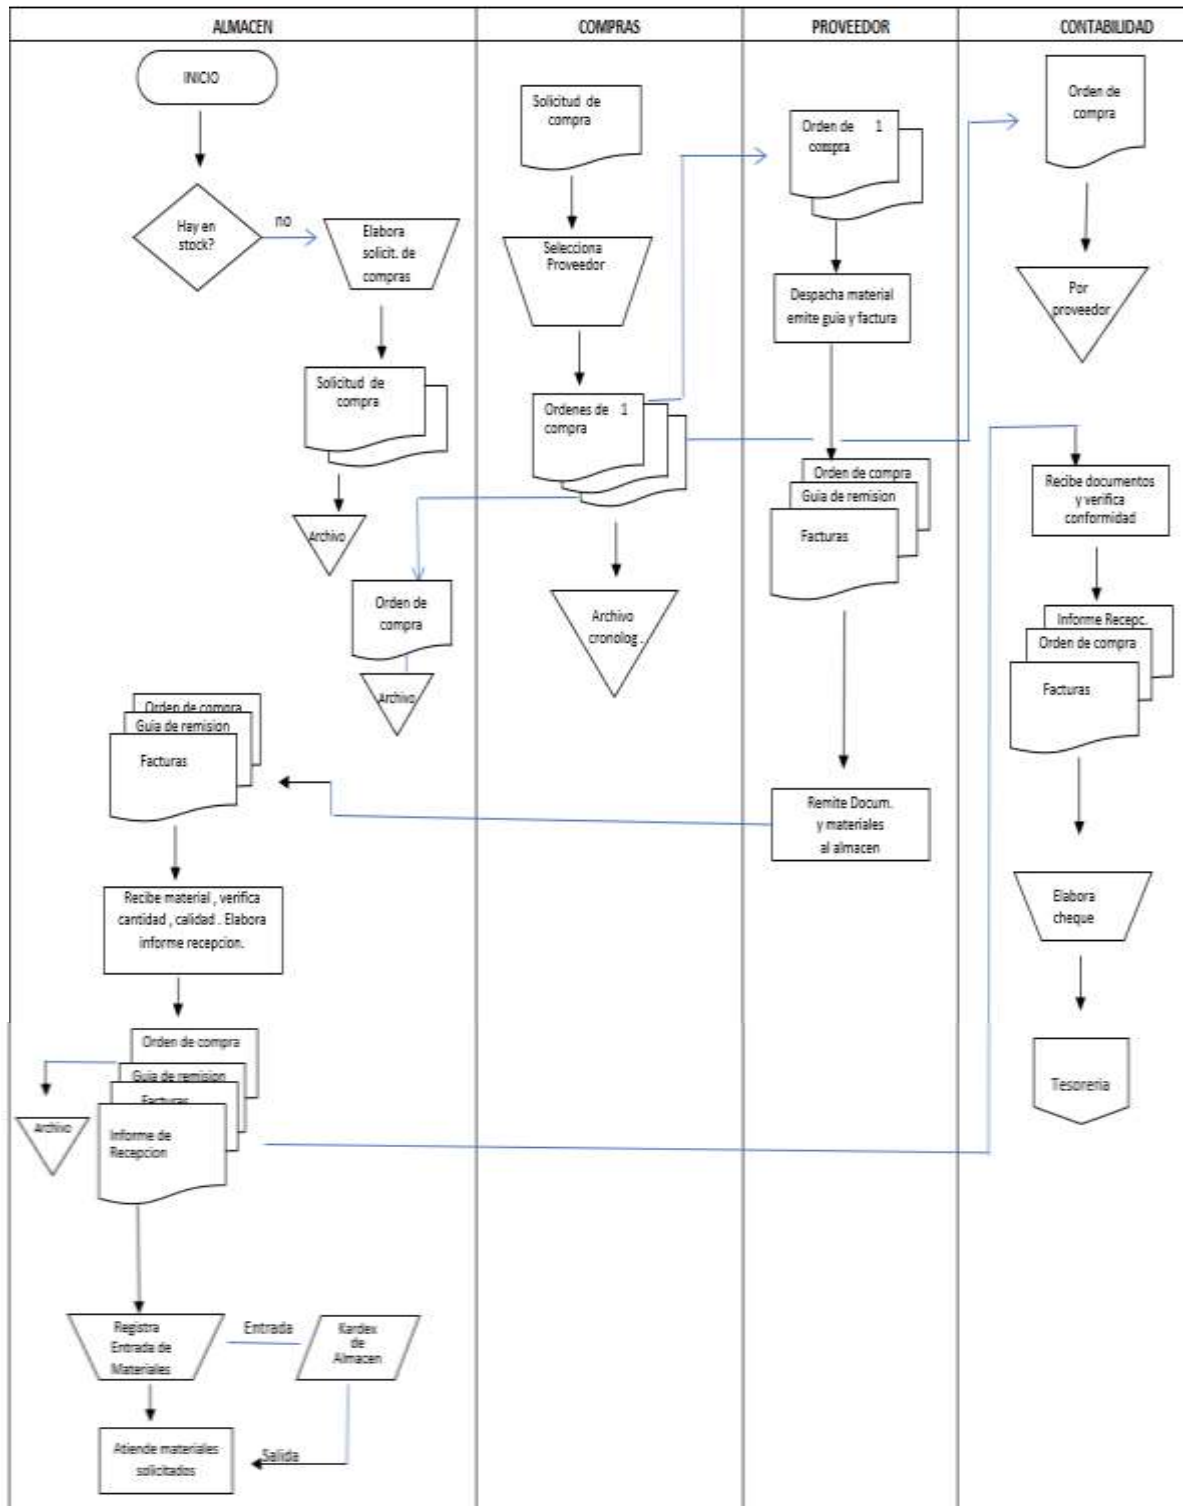 ALMACEN
COMPRAS
PROVEEDOR
CONTABILIDAD
INICIO
Hay en
stock?
no
Elabora
solicit. de
compras
Solicitud de
compra
Archivo
Orden de
compra
Archivo
Orden de compra
Guia de remision
Facturas
Recibe material , verifica
cantidad , calidad . Elabora
informe recepcion.
Orden de compra
Guia de remision
Facturas
Informe de
Recepcion
Archivo
Registra
Entrada de
Materiales
Entrada
Kardex
de
Almacen
Atiende materiales
solicitados
Salida
Solicitud de
compra
Selecciona
Proveedor
Ordenes de 1
compra
Archivo
cronolog .
Orden de 1
compra
Despacha material
emite guia y factura
Orden de compra
Guia de remision
Facturas
Remite Docum.
y materiales
al almacen
Orden de
compra
Por
proveedor
Recibe documentos
y verifica
conformidad
Informe Recepc.
Orden de compra
Facturas
Elabora
cheque
Tesoreria